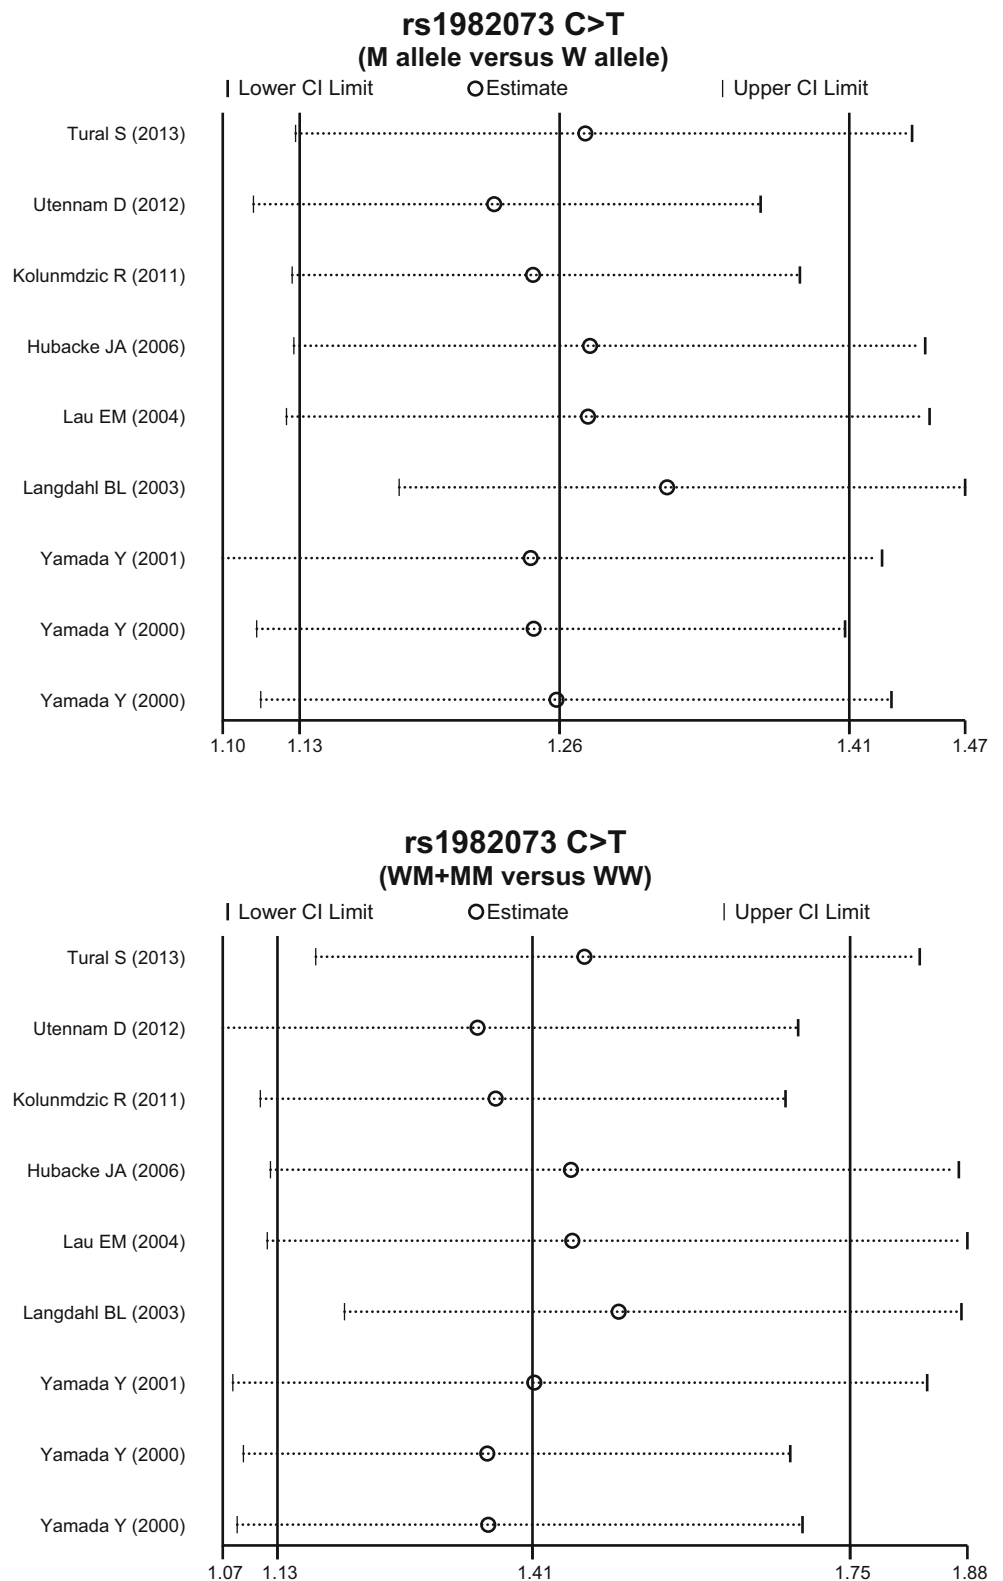 rs1982073 C>T
(M allele versus W allele)
Lower CI Limit Estimate Upper CI Limit
Tural S (2013)
Utennam D (2012)
Kolunmdzic R (2011)
Hubacke JA (2006)
Lau EM (2004)
Langdahl BL (2003)
Yamada Y (2001)
Yamada Y (2000)
Yamada Y (2000)
1.10 1.13 1.26 1.41 1.47
rs1982073 C>T
(WM+MM versus WW)
Lower CI Limit Estimate Upper CI Limit
Tural S (2013)
Utennam D (2012)
Kolunmdzic R (2011)
Hubacke JA (2006)
Lau EM (2004)
Langdahl BL (2003)
Yamada Y (2001)
Yamada Y (2000)
Yamada Y (2000)
1.07 1.13 1.41 1.75 1.88